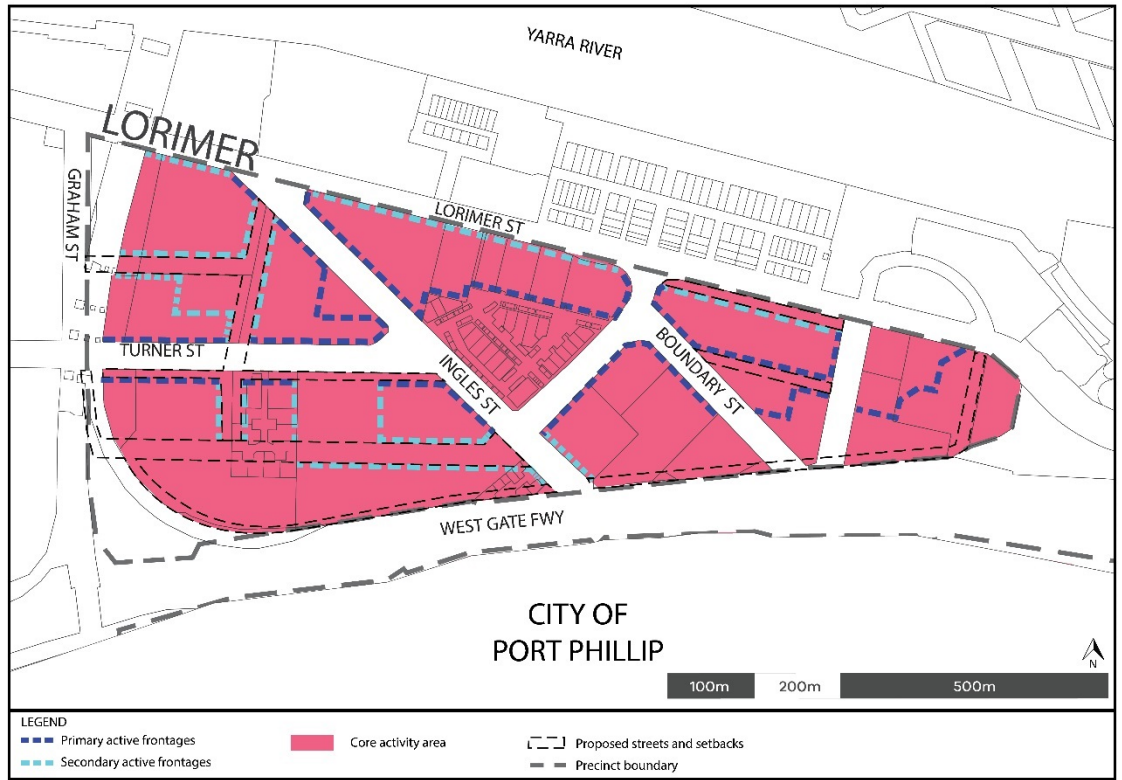 YARRA RIVER
LORIMER
GRAHAM ST
LORIMER ST
TURNER ST
INGLES ST
BOUNDARY ST
WEST GATE FWY
CITY OF
PORT PHILLIP
N
100m 200m 500m
LEGEND
Primary active frontages
Secondary active frontages
Core activity area
Proposed streets and setbacks
Precinct boundary